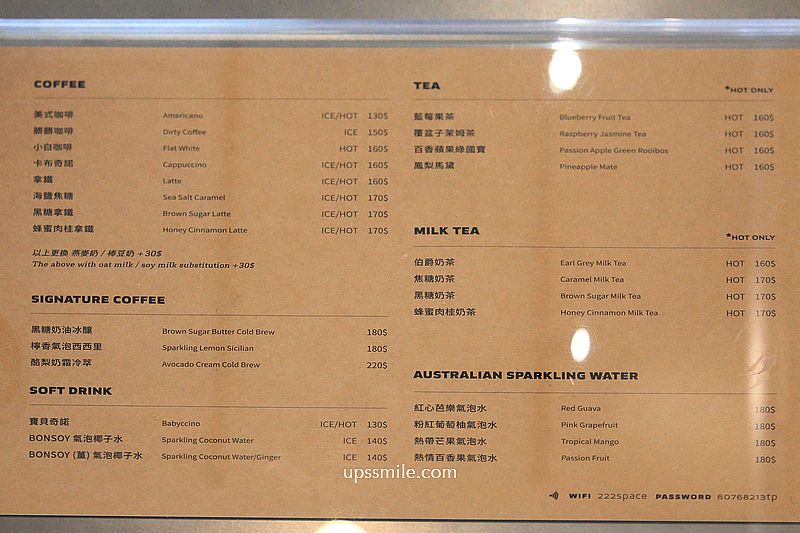 COFFEE
美式咖啡 Americano ICE/HOT 130$
髒髒咖啡 Dirty Coffee ICE 150$
小白咖啡 Flat White HOT 160$
卡布奇諾 Cappuccino ICE/HOT 160$
拿鐵 Latte ICE/HOT 160$
海鹽焦糖 Sea Salt Caramel ICE/HOT 170$
黑糖拿鐵 Brown Sugar Latte ICE/HOT 170$
蜂蜜肉桂拿鐵 Honey Cinnamon Latte ICE/HOT 170$
以上更換 燕麥奶 / 棒豆奶 +30$
The above with oat milk / soy milk substitution +30$
SIGNATURE COFFEE
黑糖奶油冰釀 Brown Sugar Butter Cold Brew 180$
檸香氣泡西西里 Sparkling Lemon Sicilian 180$
酪梨奶霜冷萃 Avocado Cream Cold Brew 220$
SOFT DRINK
寶貝奇諾 Babyccino ICE/HOT 130$
BONSOY 氣泡椰子水 Sparkling Coconut Water ICE 140$
BONSOY (薑) 氣泡椰子水 Sparkling Coconut Water/Ginger ICE 140$
TEA *HOT ONLY
藍莓果茶 Blueberry Fruit Tea HOT 160$
覆盆子茉姆茶 Raspberry Jasmine Tea HOT 160$
百香蘋果綠國寶 Passion Apple Green Rooibos HOT 160$
鳳梨馬黛 Pineapple Mate HOT 160$
MILK TEA *HOT ONLY
伯爵奶茶 Earl Grey Milk Tea HOT 160$
焦糖奶茶 Caramel Milk Tea HOT 170$
黑糖奶茶 Brown Sugar Milk Tea HOT 170$
蜂蜜肉桂奶茶 Honey Cinnamon Milk Tea HOT 170$
AUSTRALIAN SPARKLING WATER
紅心芭樂氣泡水 Red Guava 180$
粉紅葡萄柚氣泡水 Pink Grapefruit 180$
熱帶芒果氣泡水 Tropical Mango 180$
熱情百香果氣泡水 Passion Fruit 180$
WIFI 222space PASSWORD 60768213tp
upssmile.com